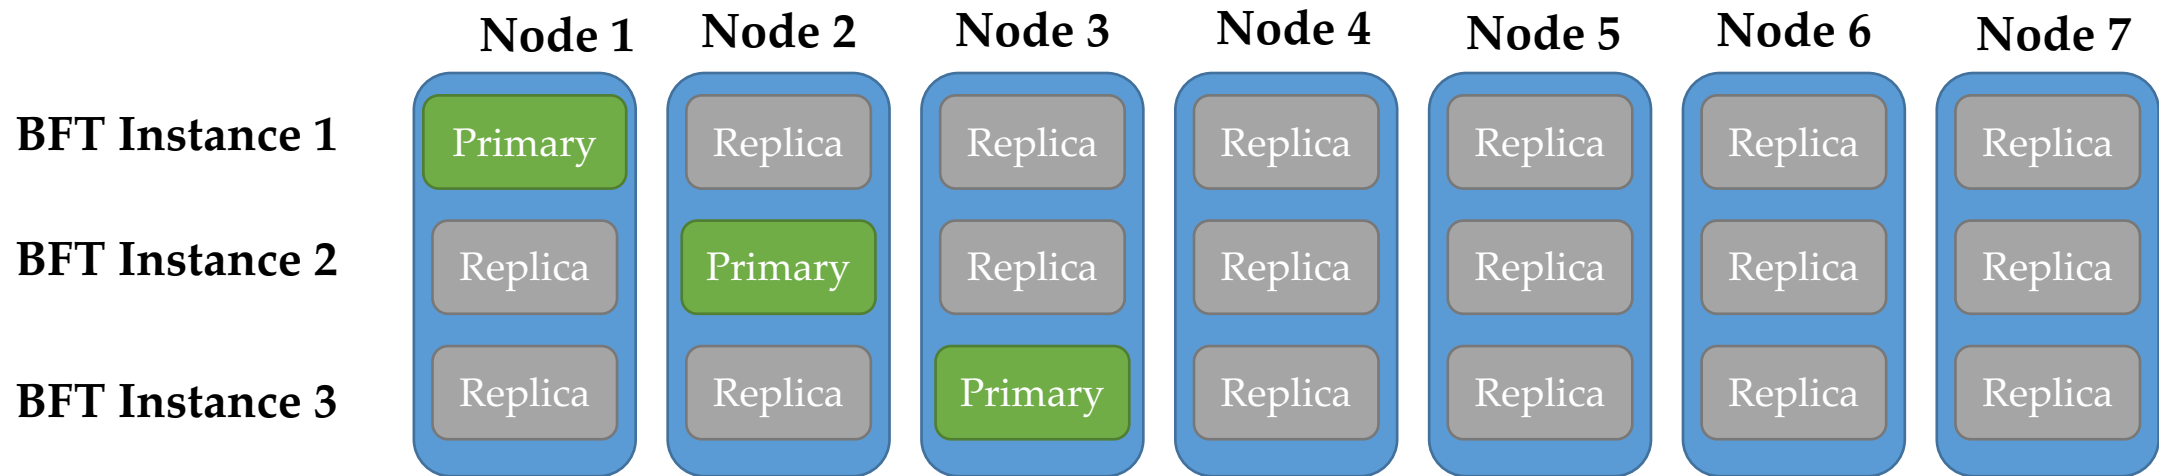 Node 1 Node 2 Node 3 Node 4 Node 5 Node 6 Node 7
BFT Instance 1 Primary Replica Replica Replica Replica Replica Replica
BFT Instance 2 Replica Primary Replica Replica Replica Replica Replica
BFT Instance 3 Replica Replica Primary Replica Replica Replica Replica